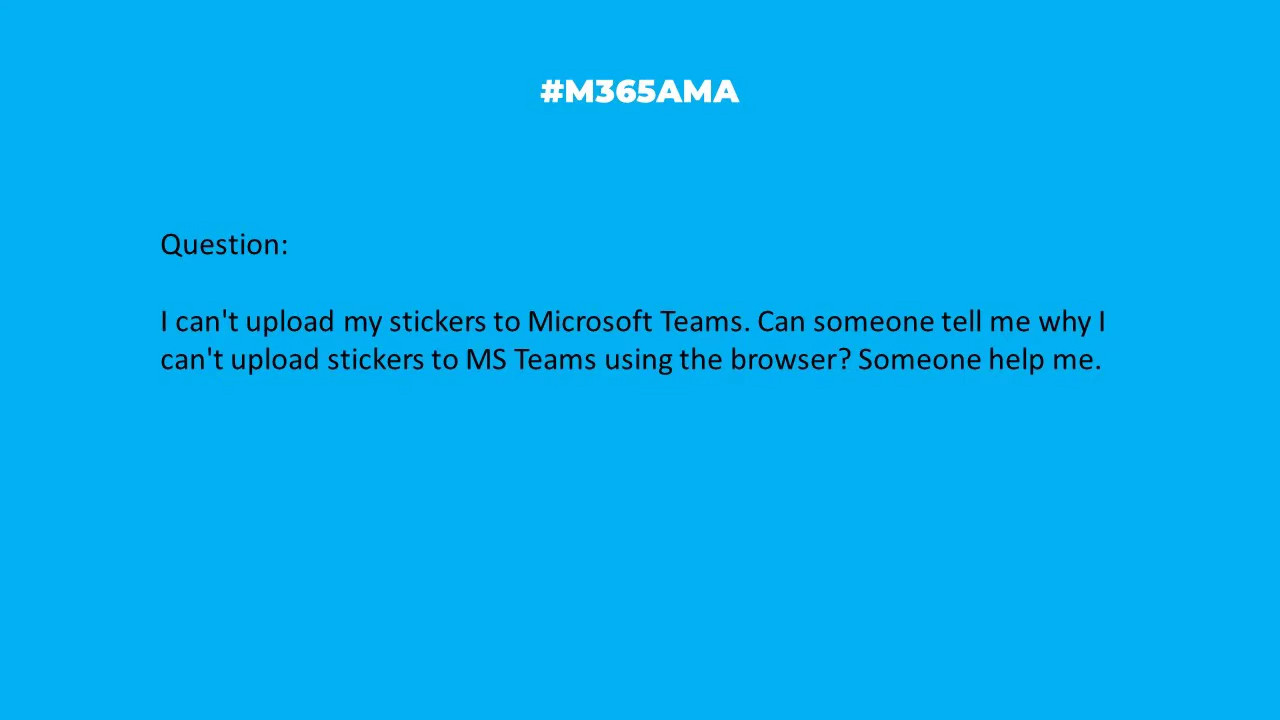 #M365AMA
Question:
I can't upload my stickers to Microsoft Teams. Can someone tell me why I
can't upload stickers to MS Teams using the browser? Someone help me.